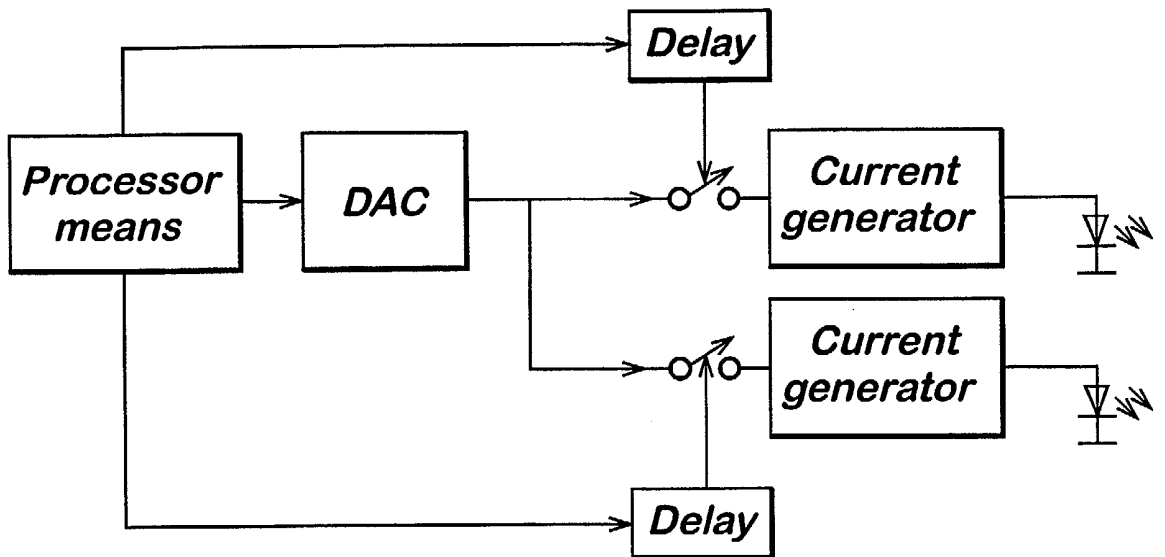 Delay
Processor
means
DAC
Current
generator
Current
generator
Delay